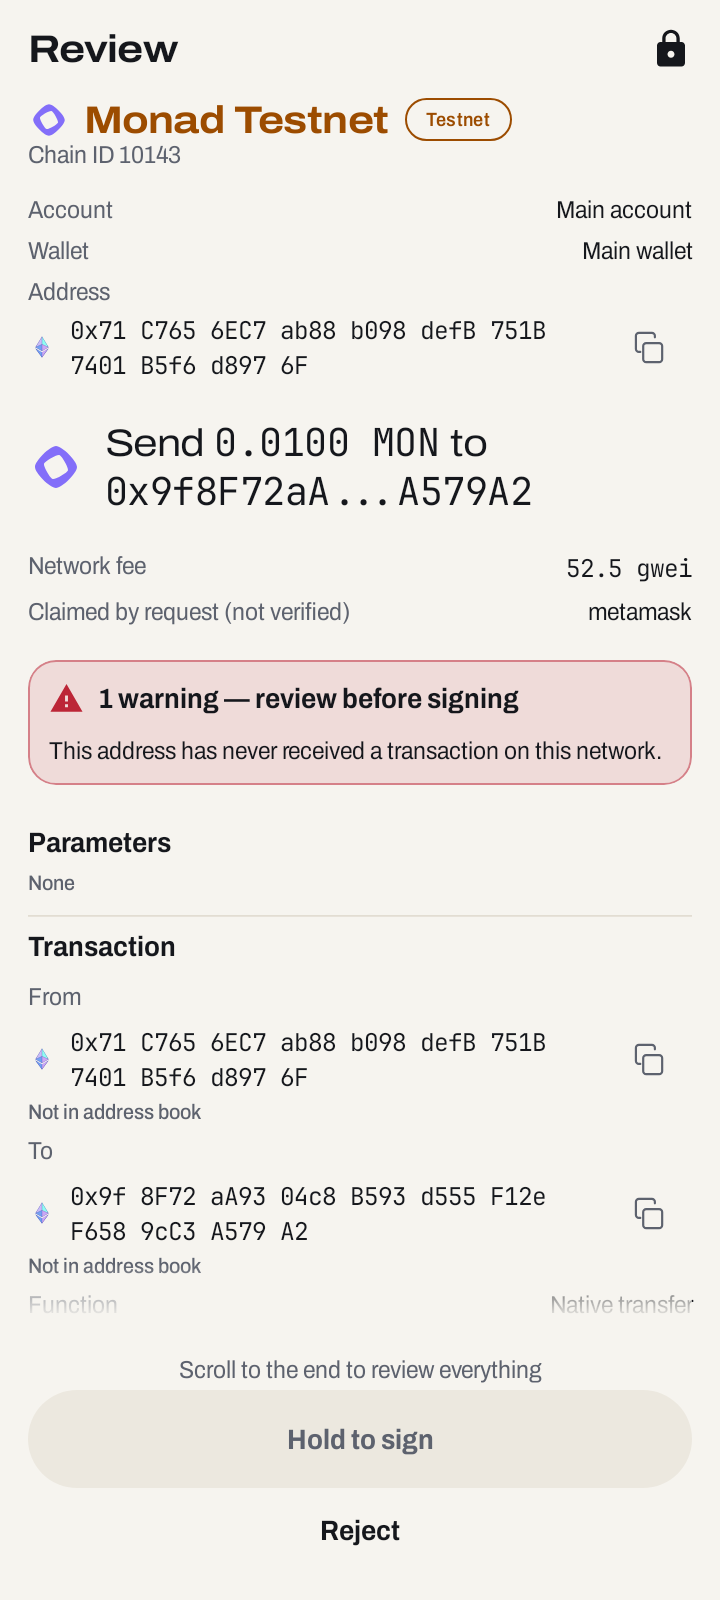 Review
Monad Testnet
Testnet
Chain ID 10143
Account
Main account
Wallet
Main wallet
Address
0x71 C765 6EC7 ab88 b098 defB 751B
7401 B5f6 d897 6F
Send 0.0100 MON to
0x9f8F72aA...A579A2
Network fee
52.5 gwei
Claimed by request (not verified)
metamask
1 warning — review before signing
This address has never received a transaction on this network.
Parameters
None
Transaction
From
0x71 C765 6EC7 ab88 b098 defB 751B
7401 B5f6 d897 6F
Not in address book
To
0x9f 8F72 aA93 04c8 B593 d555 F12e
F658 9cC3 A579 A2
Not in address book
Function
Native transfer
Scroll to the end to review everything
Hold to sign
Reject